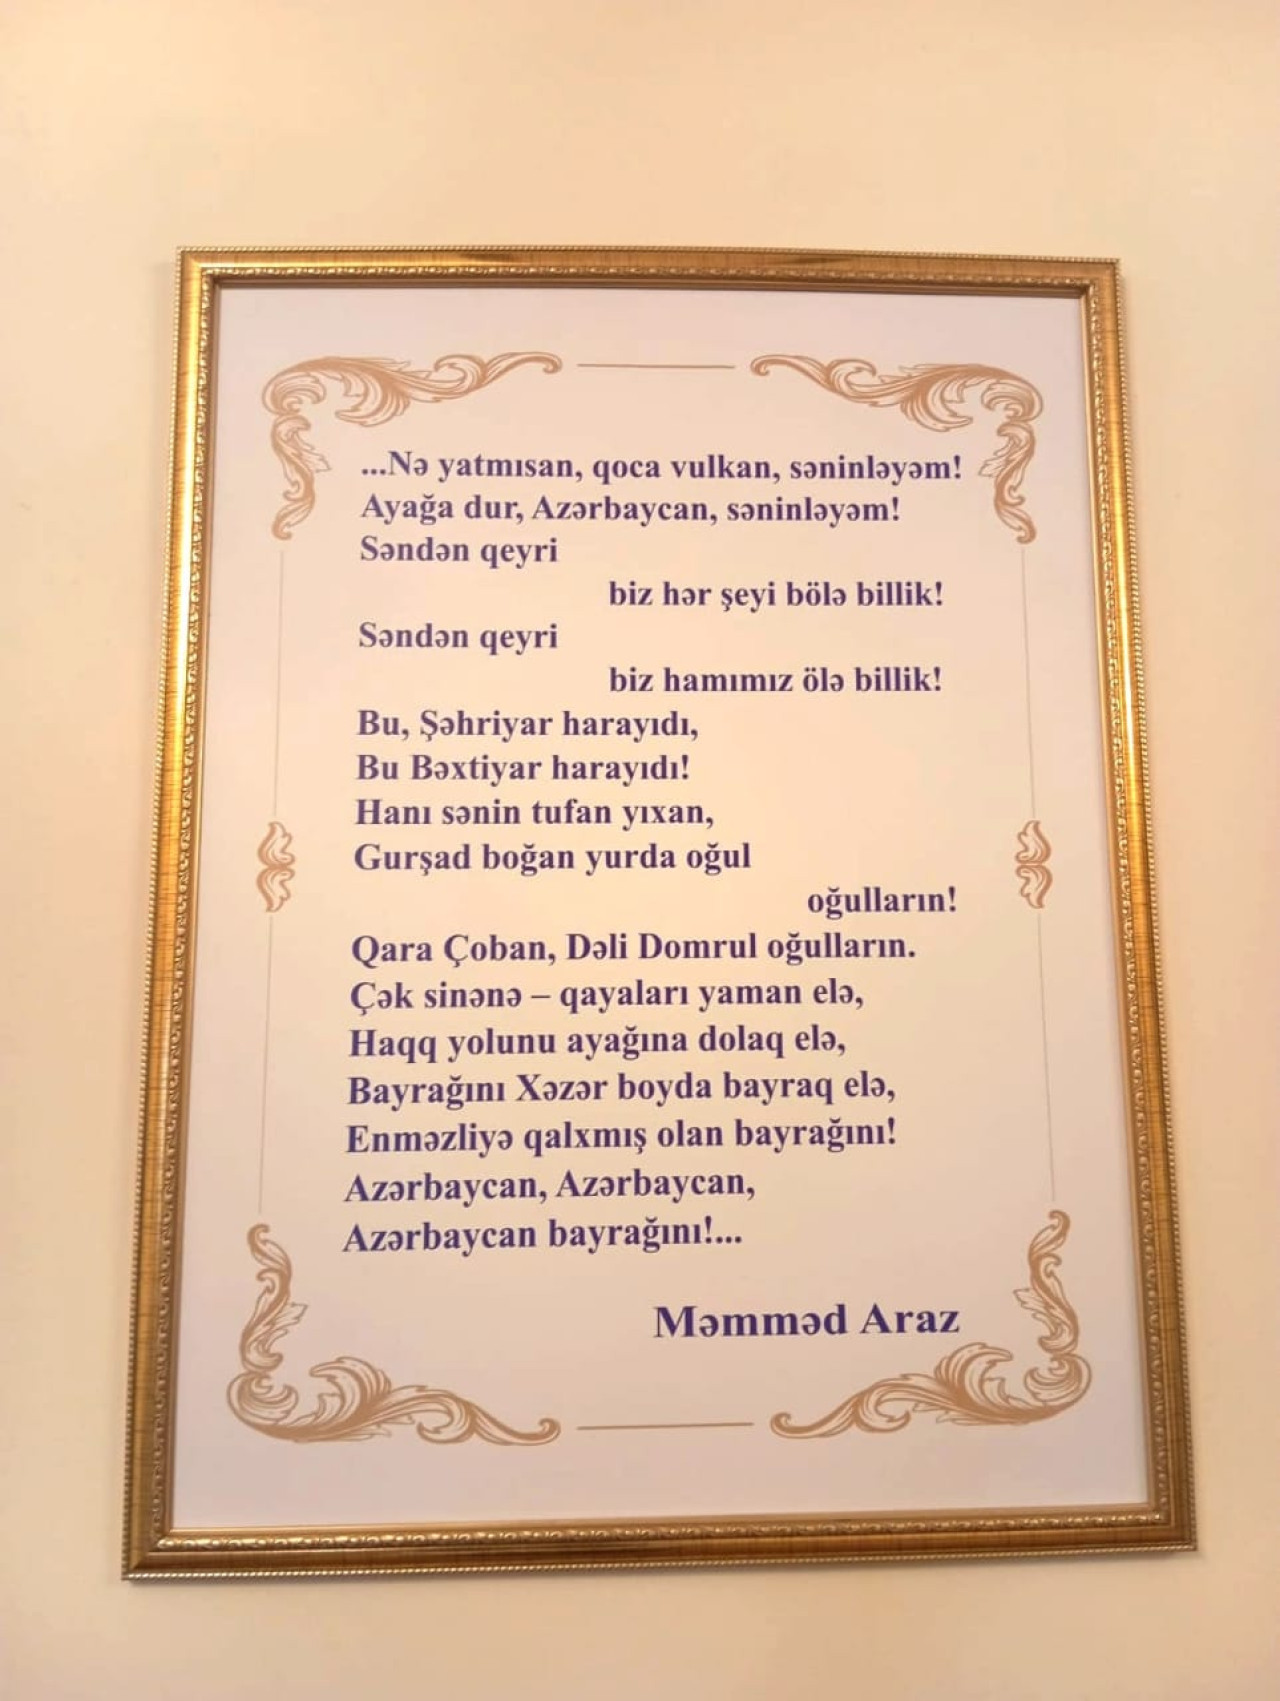 ...Nə yatmısan, qoca vulkan, səninləyəm!
Ayağa dur, Azərbaycan, səninləyəm!
Səndən qeyri
biz hər şeyi bölə billik!
Səndən qeyri
biz hamımız ölə billik!
Bu, Şəhriyar harayıdı,
Bu Bəxtiyar harayıdı!
Hanı sənin tufan yıxan,
Gurşad boğan yurda oğul
oğulların!
Qara Çoban, Dəli Domrul oğulların.
Çək sinənə – qayaları yaman elə,
Haqq yolunu ayağına dolaq elə,
Bayrağını Xəzər boyda bayraq elə,
Enməzliyə qalxmış olan bayrağını!
Azərbaycan, Azərbaycan,
Azərbaycan bayrağını!...
Məmməd Araz